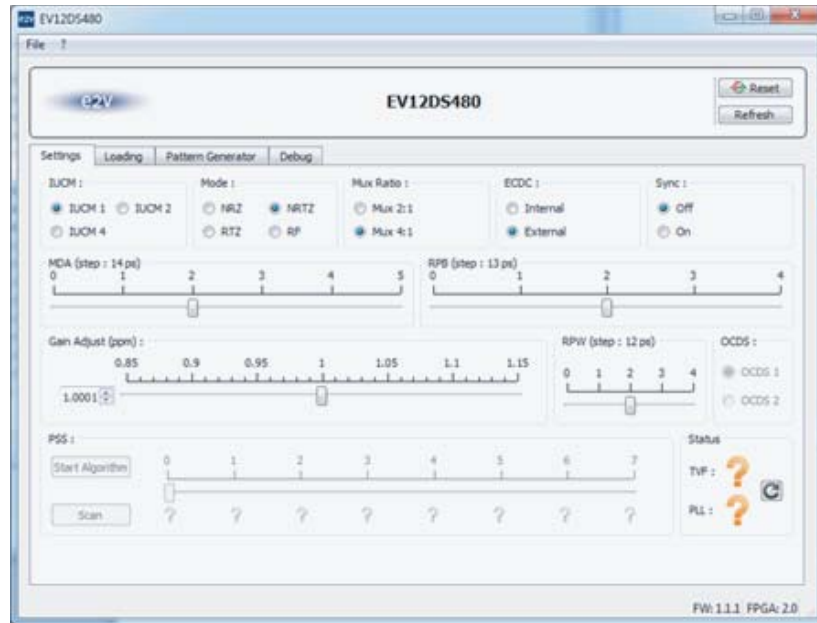 e2v EV12DS480
File ?
e2v
EV12DS480
Reset
Refresh
Settings Loading Pattern Generator Debug
IUCM : Mode : Mux Ratio : ECDC : Sync :
IUCM 1 IUCM 2 NRZ NRTZ Mux 2:1 Internal Off
IUCM 4 RTZ RF Mux 4:1 External On
MDA (step : 14 ps) RPB (step : 13 ps)
0 1 2 3 4 5 0 1 2 3 4
Gain Adjust (ppm) : RPW (step : 12 ps) OCDS :
0.85 0.9 0.95 1 1.05 1.1 1.15 0 1 2 3 4 OCDS 1
1.0001 OCDS 2
PSS : Status
Start Algorithm 0 1 2 3 4 5 6 7 TVF : ?
Scan ? ? ? ? ? ? ? ? PLL : ?
FW: 1.1.1 FPGA: 2.0